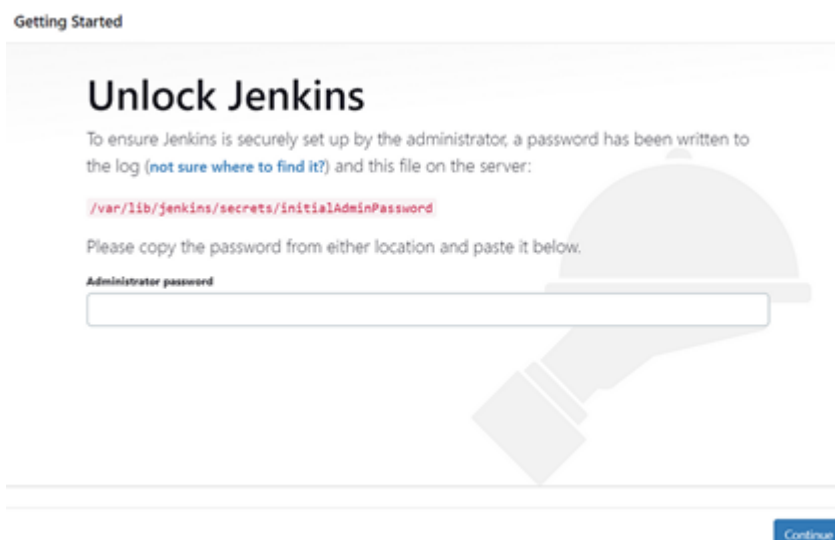 Getting Started
Unlock Jenkins
To ensure Jenkins is securely set up by the administrator, a password has been written to
the log (not sure where to find it?) and this file on the server:
/var/lib/jenkins/secrets/initialAdminPassword
Please copy the password from either location and paste it below.
Administrator password
Continue